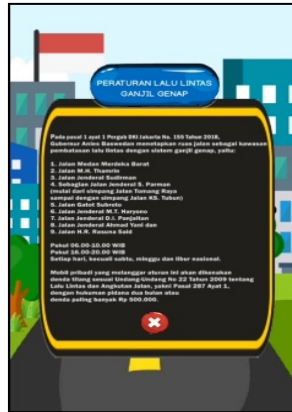 PERATURAN LALU LINTAS
GANJIL GENAP
Pada pasal 1 ayat 1 Pergub DKI Jakarta No. 155 Tahun 2018,
Gubernur Anies Baswedan menetapkan ruas jalan sebagai kawasan
pembatasan lalu lintas dengan sistem ganjil genap, yaitu:
1. Jalan Medan Merdeka Barat
2. Jalan M.H. Thamrin
3. Jalan Jenderal Sudirman
4. Sebagian Jalan Jenderal S. Parman
(mulai dari simpang Jalan Tomang Raya
sampai dengan simpang Jalan KS. Tubun)
5. Jalan Gatot Subroto
6. Jalan Jenderal M.T. Haryono
7. Jalan Jenderal D.I. Panjaitan
8. Jalan Jenderal Ahmad Yani dan
9. Jalan H.R. Rasuna Said
Pukul 06.00-10.00 WIB
Pukul 16.00-20.00 WIB
Setiap hari, kecuali sabtu, minggu dan libur nasional.
Mobil pribadi yang melanggar aturan ini akan dikenakan
denda tilang sesuai Undang-Undang No 22 Tahun 2009 tentang
Lalu Lintas dan Angkutan Jalan, yakni Pasal 287 Ayat 1,
dengan hukuman pidana dua bulan atau
denda paling banyak Rp 500.000.